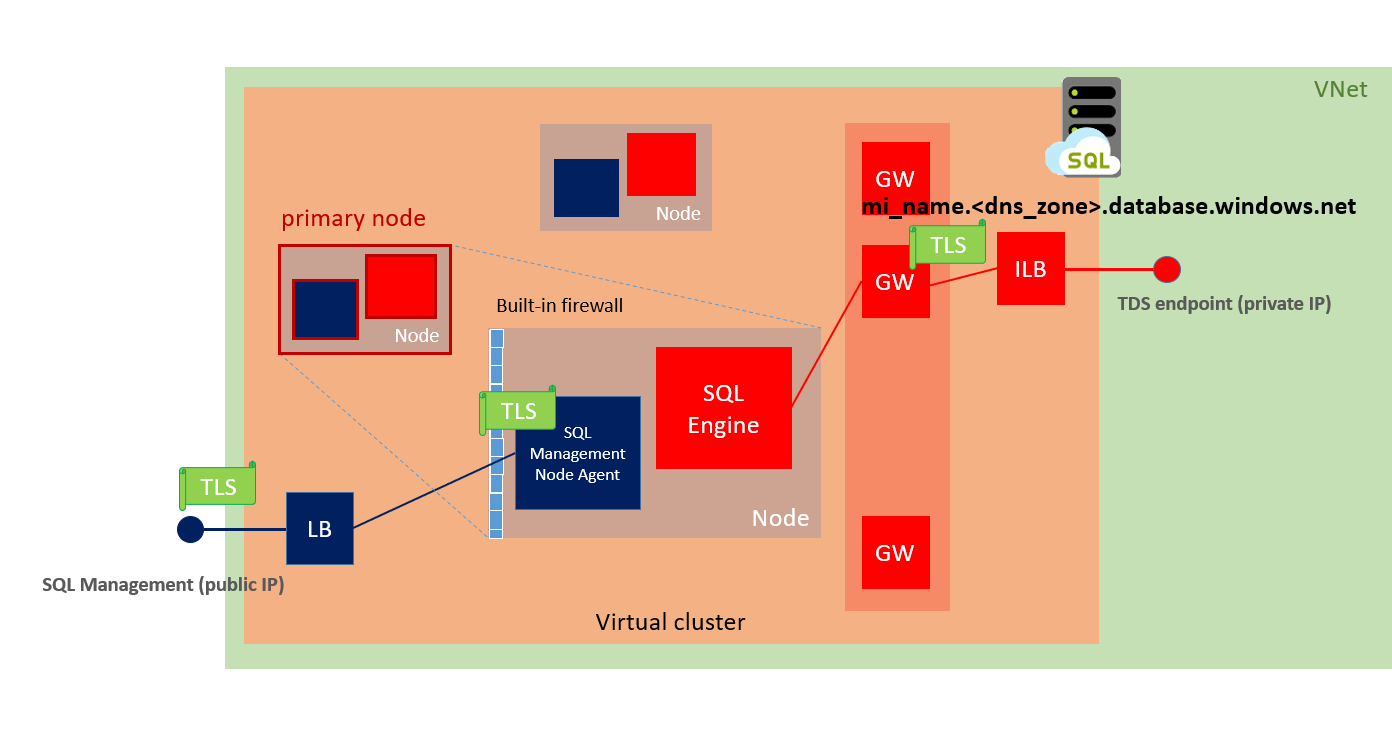 VNet
SQL
GW
mi_name.<dns_zone>.database.windows.net
primary node
Node
Node
TLS
GW
ILB
TDS endpoint (private IP)
Built-in firewall
TLS
SQL
Management
Node Agent
SQL
Engine
Node
TLS
LB
SQL Management (public IP)
GW
Virtual cluster